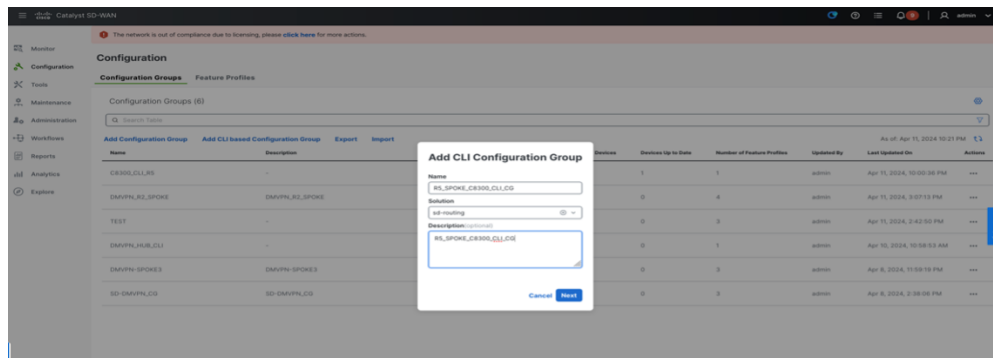 cisco Catalyst SD-WAN
admin
The network is out of compliance due to licensing, please click here for more actions.
Monitor
Configuration
Tools
Maintenance
Administration
Workflows
Reports
Analytics
Explore
Configuration
Configuration Groups Feature Profiles
Configuration Groups (6)
Search Table
Add Configuration Group Add CLI based Configuration Group Export Import
As of: Apr 11, 2024 10:21 PM
Name Description Devices Devices Up to Date Number of Feature Profiles Updated By Last Updated On Actions
C8300_CLI_R5 - 1 1 admin Apr 11, 2024, 10:00:36 PM ...
DMVPN_R2_SPOKE DMVPN_R2_SPOKE 0 4 admin Apr 11, 2024, 3:07:13 PM ...
TEST - 0 3 admin Apr 11, 2024, 2:42:50 PM ...
DMVPN_HUB_CLI - 0 1 admin Apr 10, 2024, 10:58:53 AM ...
DMVPN-SPOKE3 DMVPN-SPOKE3 0 3 admin Apr 8, 2024, 11:58:18 PM ...
SD-DMVPN_CG SD-DMVPN_CG 0 3 admin Apr 8, 2024, 2:38:06 PM ...
Add CLI Configuration Group
Name
R5_SPOKE_C8300_CLI_CG
Solution
sd-routing
Description(optional)
R5_SPOKE_C8300_CLI_CG
Cancel Next